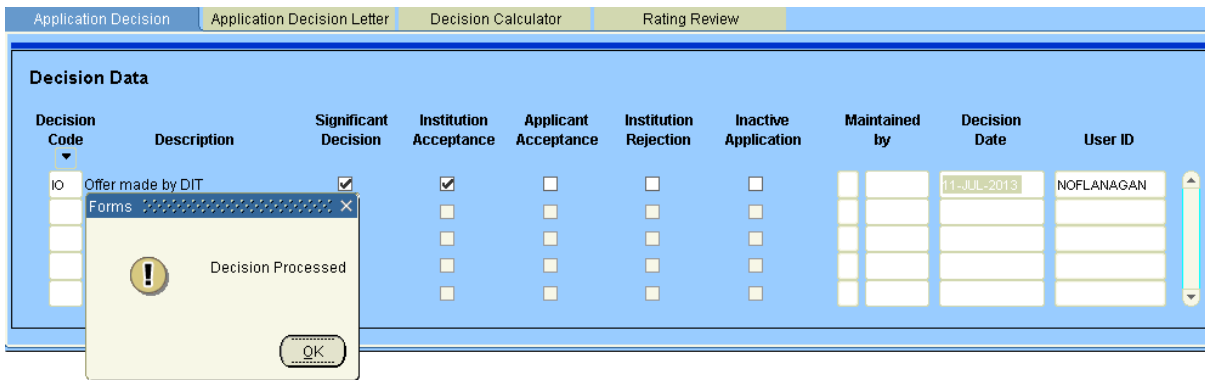 Application Decision Application Decision Letter Decision Calculator Rating Review
Decision Data
Decision Code Description Significant Decision Institution Acceptance Applicant Acceptance Institution Rejection Inactive Application Maintained by Decision Date User ID
IO Offer made by DIT 11-JUL-2013 NOFLANAGAN
Forms
Decision Processed
OK